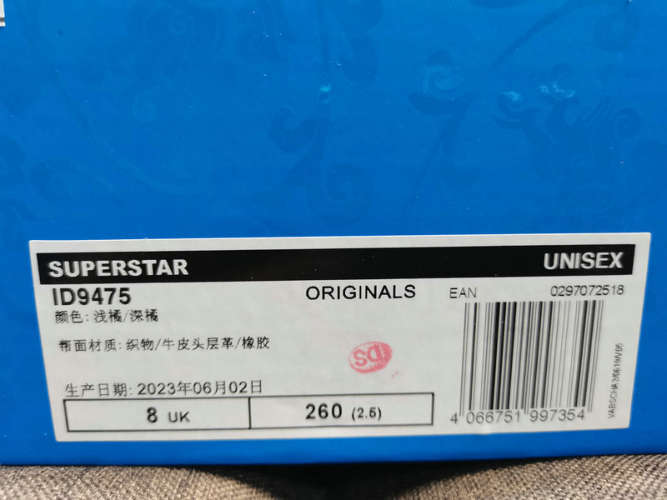 SUPERSTAR UNISEX
ID9475 ORIGINALS EAN 0297072518
颜色: 浅橘/深橘
帮面材质: 织物/牛皮头层革/橡胶
生产日期: 2023年06月02日
8 UK 260 (2.5)
4 066751 997354